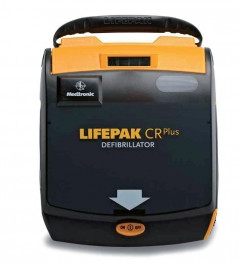 Medtronic
LIFEPAK CR Plus
DEFIBRILLATOR